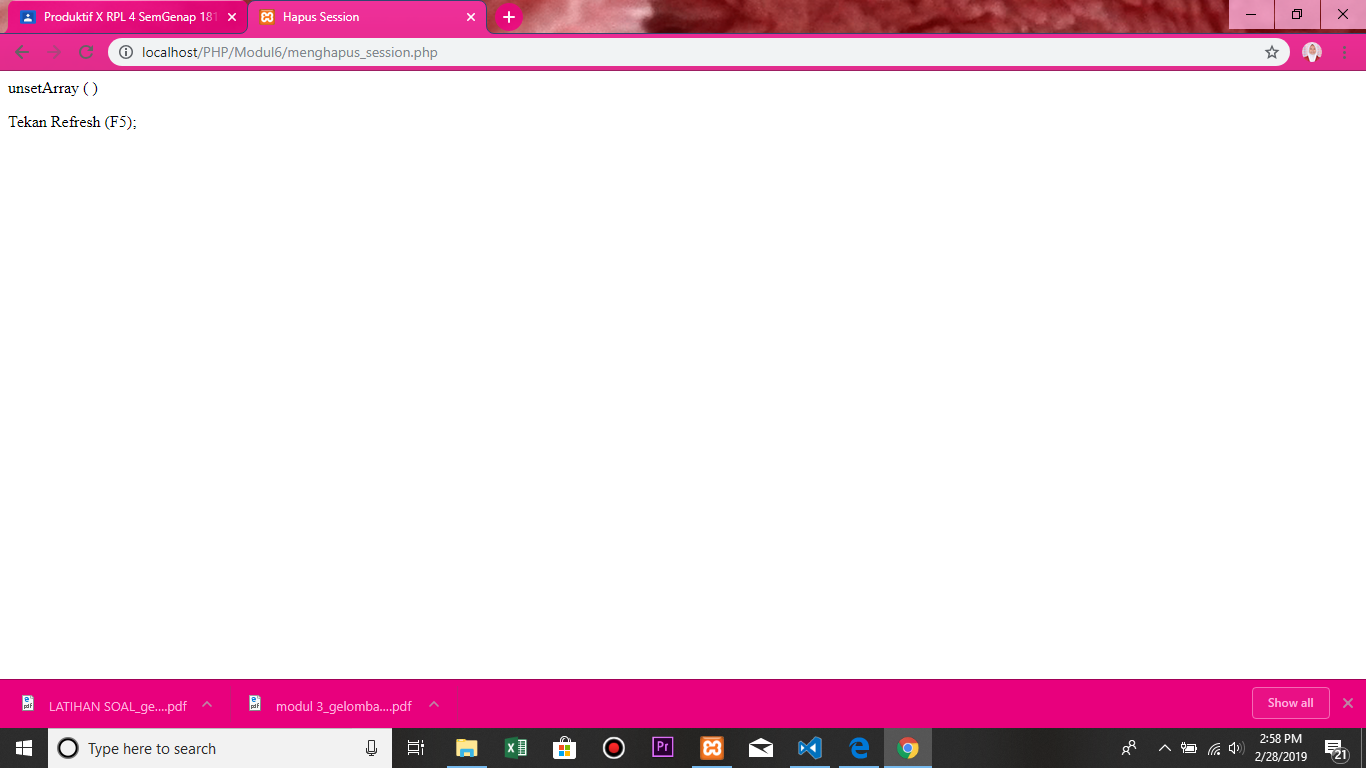 Produktif X RPL 4 SemGenap 181
Hapus Session
localhost/PHP/Modul6/menghapus_session.php
unsetArray ( )
Tekan Refresh (F5);
LATIHAN SOAL_ge....pdf
modul 3_gelomba....pdf
Show all
Type here to search
Pr
2:58 PM
2/28/2019
21